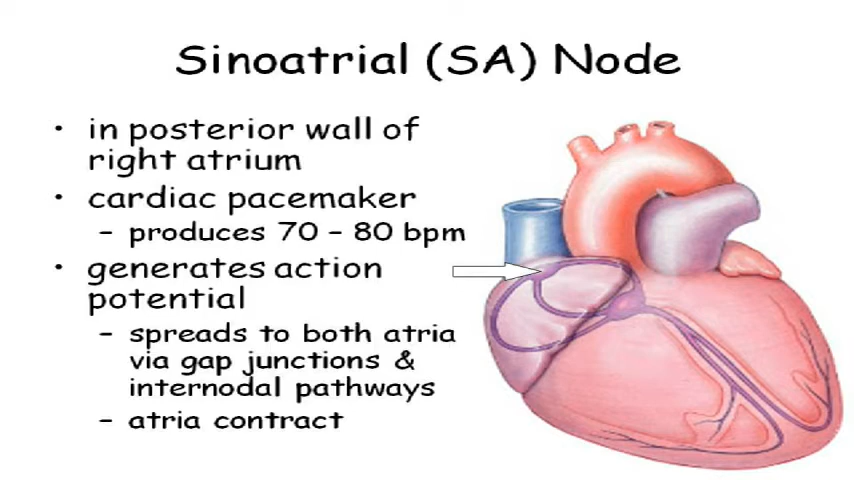 Sinoatrial (SA) Node
• in posterior wall of
right atrium
• cardiac pacemaker
– produces 70 – 80 bpm
• generates action
potential
– spreads to both atria
via gap junctions &
internodal pathways
– atria contract